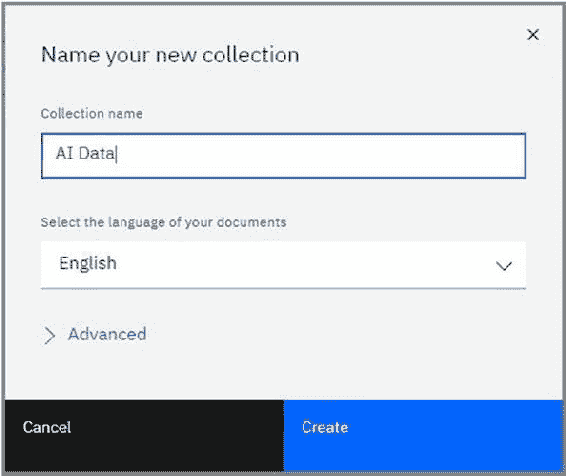 Name your new collection
Collection name
AI Data
Select the language of your documents
English
Advanced
Cancel
Create